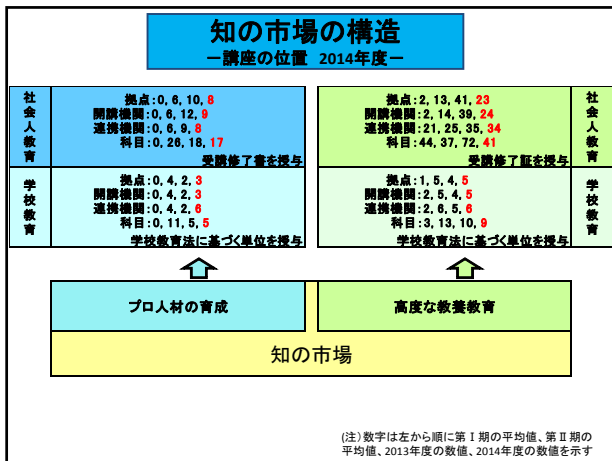 知の市場の構造
－講座の位置 2014年度－
社会人教育
拠点:0, 6, 10, 8
開講機関:0, 6, 12, 9
連携機関:0, 6, 9, 8
科目:0, 26, 18, 17
受講修了書を授与
拠点:2, 13, 41, 23
開講機関:2, 14, 39, 24
連携機関:21, 25, 35, 34
科目:44, 37, 72, 41
受講修了証を授与
社会人教育
学校教育
拠点:0, 4, 2, 3
開講機関:0, 4, 2, 3
連携機関:0, 4, 2, 6
科目:0, 11, 5, 5
学校教育法に基づく単位を授与
拠点:1, 5, 4, 5
開講機関:2, 5, 4, 5
連携機関:2, 6, 5, 6
科目:3, 13, 10, 9
学校教育法に基づく単位を授与
学校教育
プロ人材の育成
高度な教養教育
知の市場
(注)数字は左から順に第Ⅰ期の平均値、第Ⅱ期の
平均値、2013年度の数値、2014年度の数値を示す